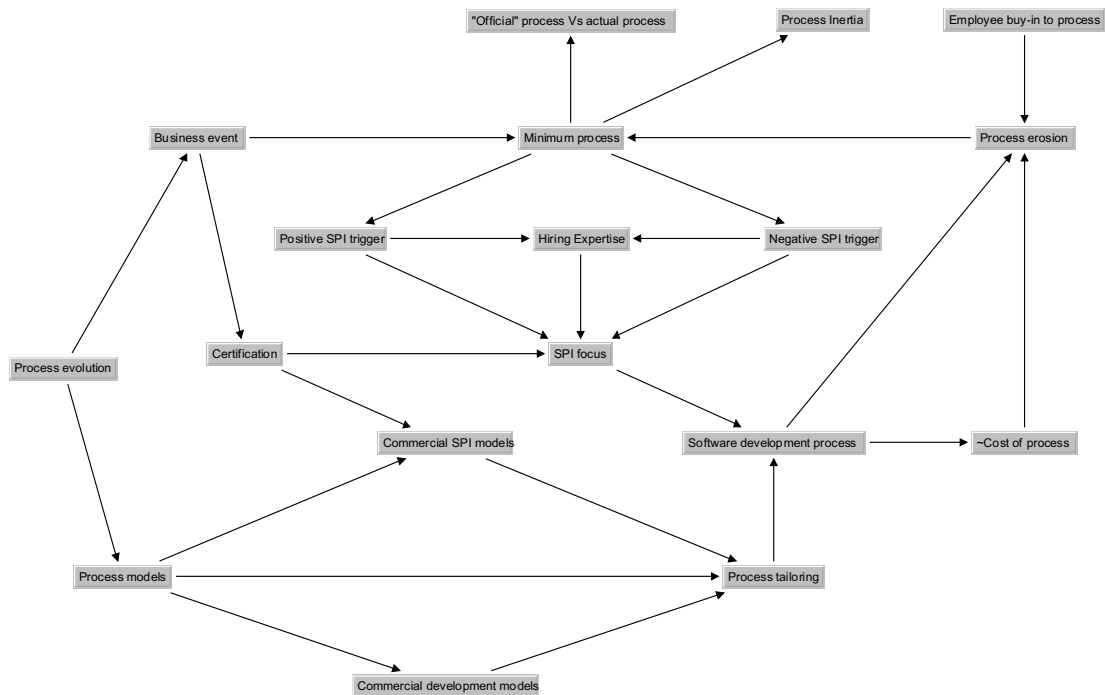 "Official" process Vs actual process
Process Inertia
Employee buy-in to process
Business event
Minimum process
Process erosion
Positive SPI trigger
Hiring Expertise
Negative SPI trigger
Process evolution
Certification
SPI focus
Commercial SPI models
Software development process
~Cost of process
Process models
Process tailoring
Commercial development models